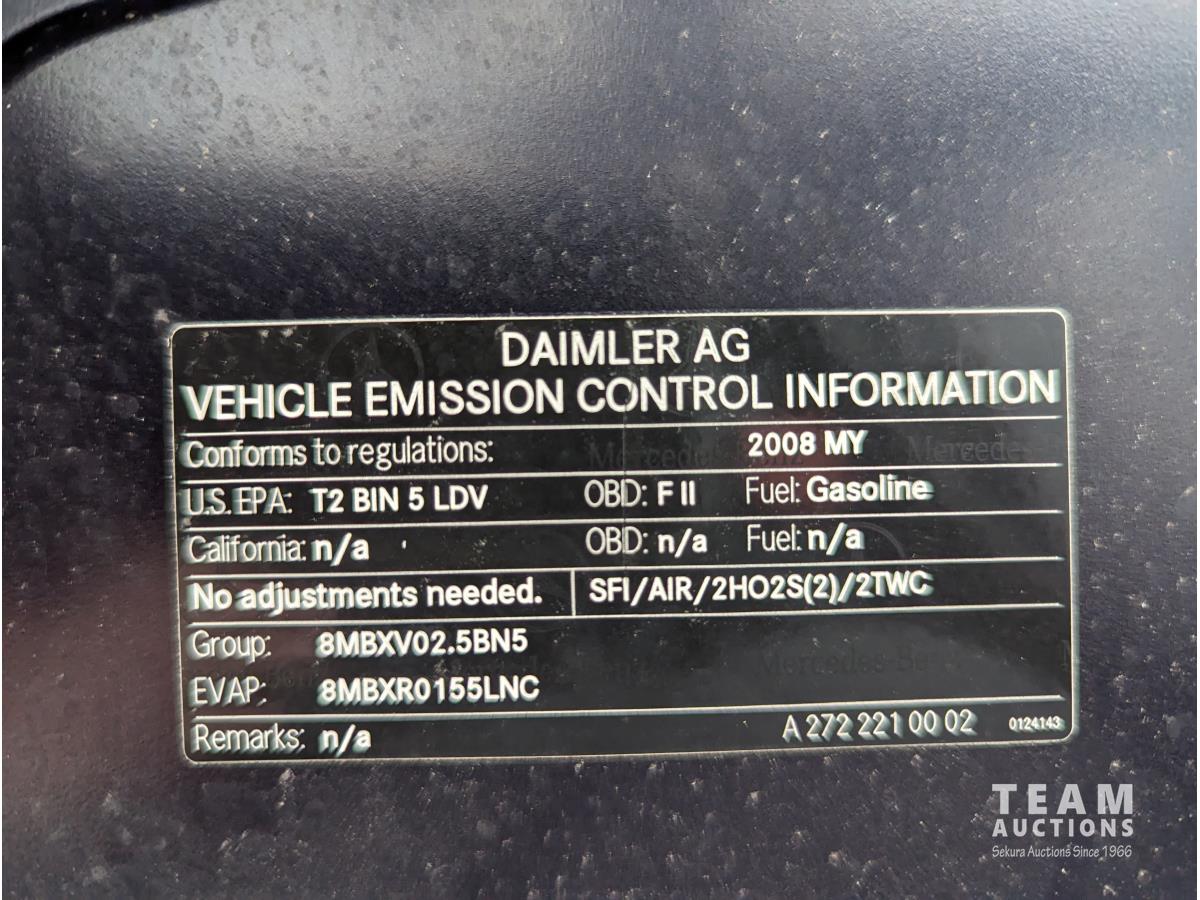 DAIMLER AG
VEHICLE EMISSION CONTROL INFORMATION
Conforms to regulations: 2008 MY
U.S. EPA: T2 BIN 5 LDV OBD: F II Fuel: Gasoline
California: n/a OBD: n/a Fuel: n/a
No adjustments needed. SFI/AIR/2HO2S(2)/2TWC
Group: 8MBXV02.5BN5
EVAP: 8MBXR0155LNC
Remarks: n/a A 272 221 00 02 0124143
TEAM
AUCTIONS
Sekura Auctions Since 1966